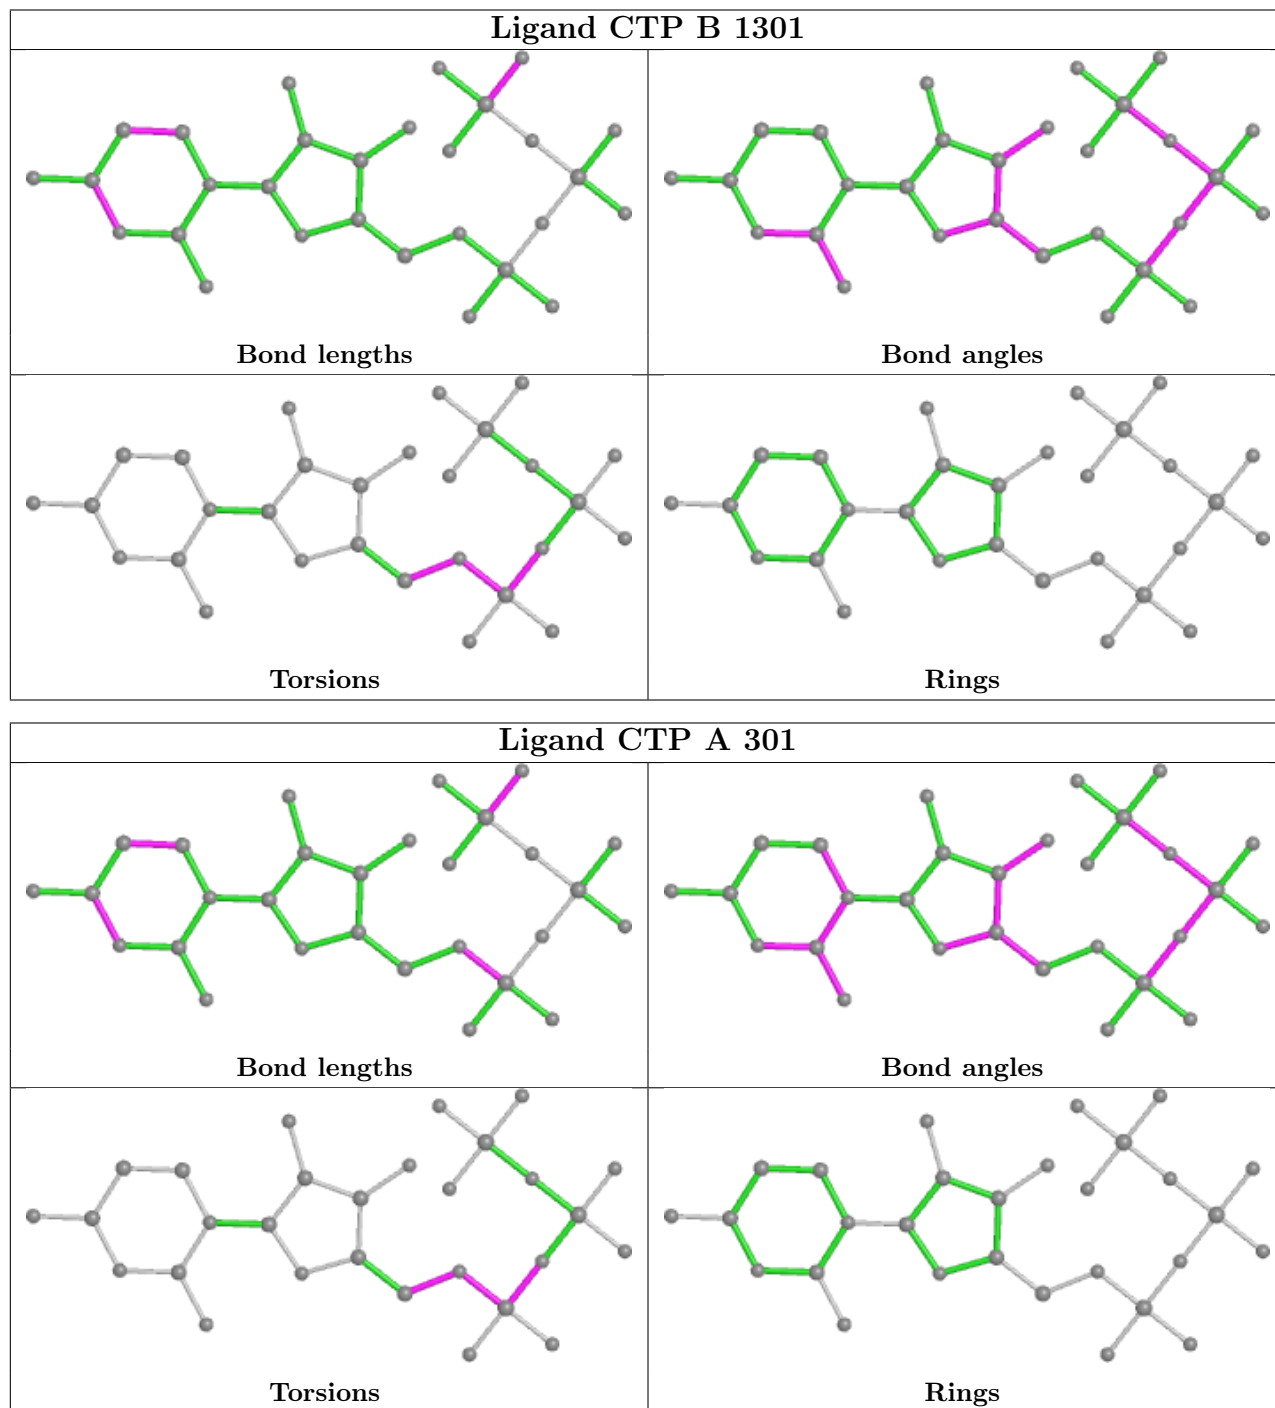 Ligand CTP B 1301
Bond lengths
Bond angles
Torsions
Rings
Ligand CTP A 301
Bond lengths
Bond angles
Torsions
Rings